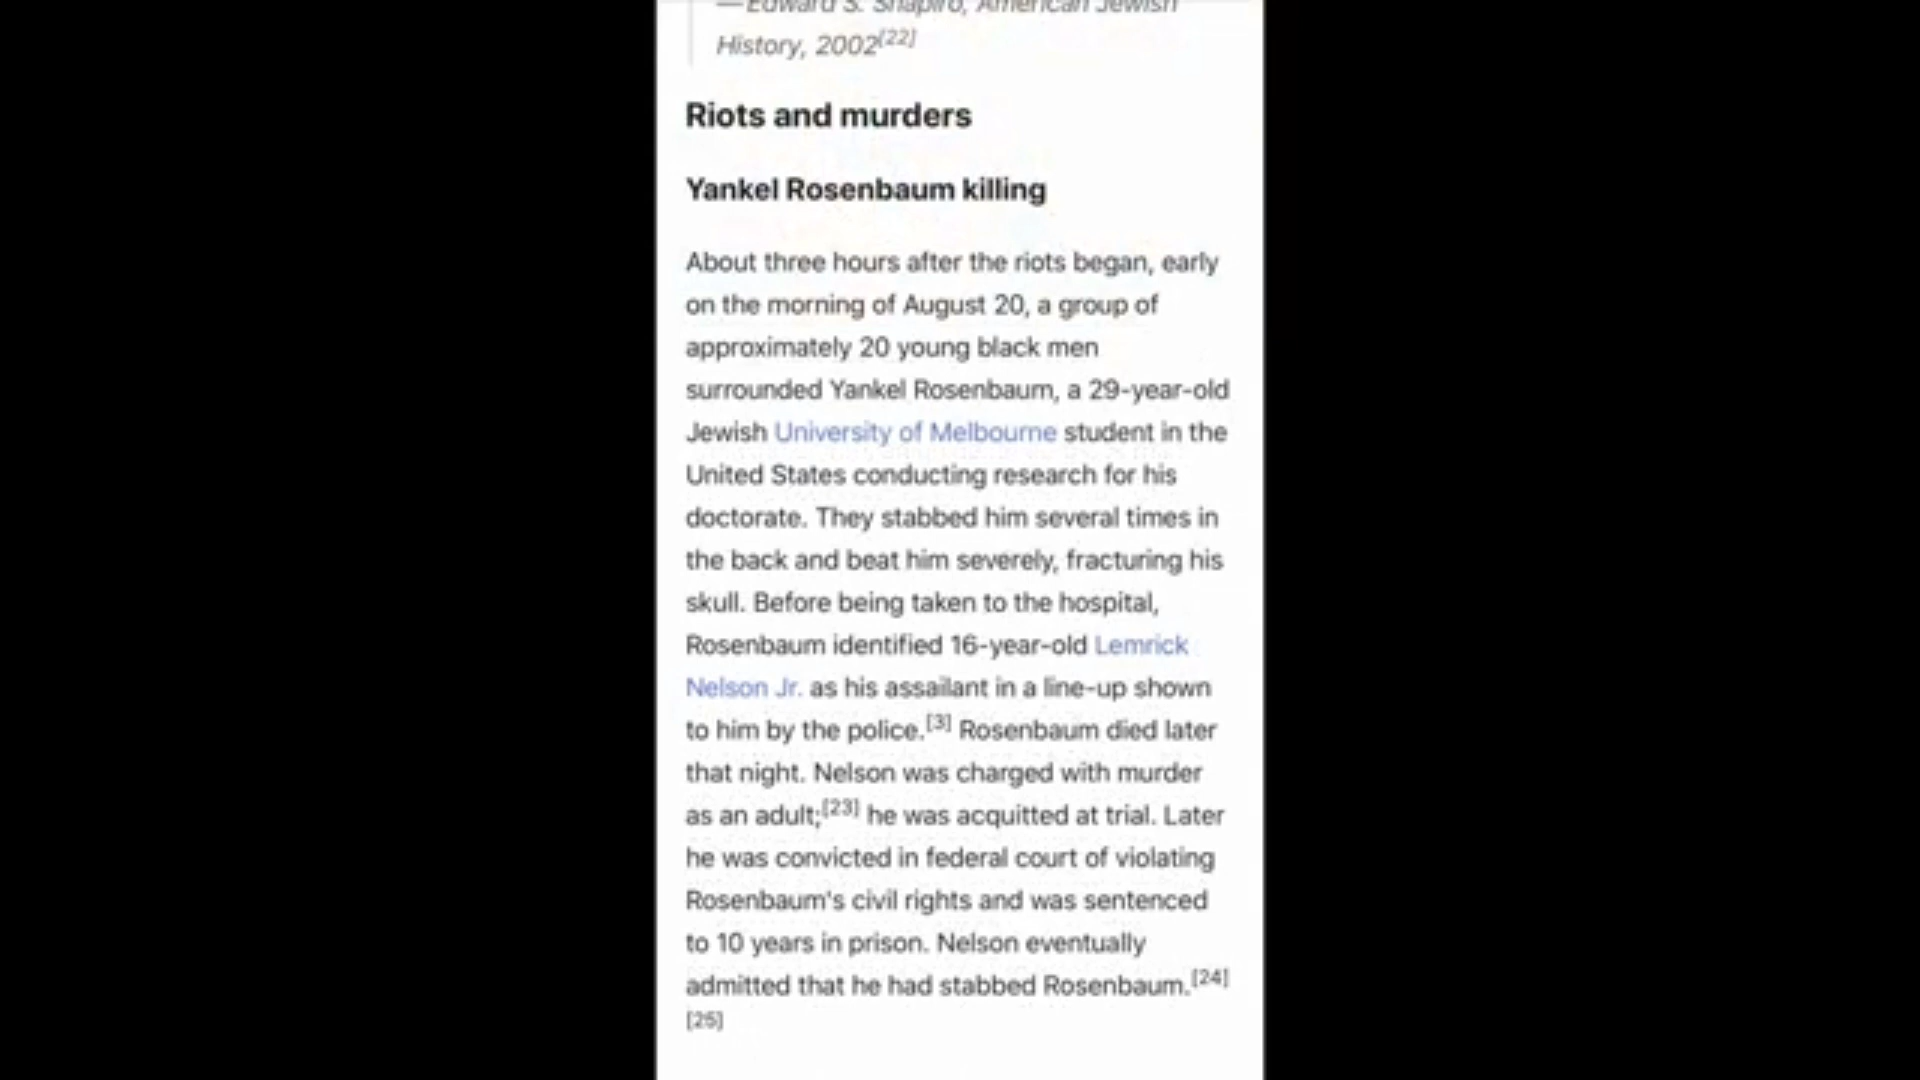 —Edward S. Shapiro, American Jewish
History, 2002[22]
Riots and murders
Yankel Rosenbaum killing
About three hours after the riots began, early
on the morning of August 20, a group of
approximately 20 young black men
surrounded Yankel Rosenbaum, a 29-year-old
Jewish University of Melbourne student in the
United States conducting research for his
doctorate. They stabbed him several times in
the back and beat him severely, fracturing his
skull. Before being taken to the hospital,
Rosenbaum identified 16-year-old Lemrick
Nelson Jr. as his assailant in a line-up shown
to him by the police.[3] Rosenbaum died later
that night. Nelson was charged with murder
as an adult;[23] he was acquitted at trial. Later
he was convicted in federal court of violating
Rosenbaum's civil rights and was sentenced
to 10 years in prison. Nelson eventually
admitted that he had stabbed Rosenbaum.[24]
[25]